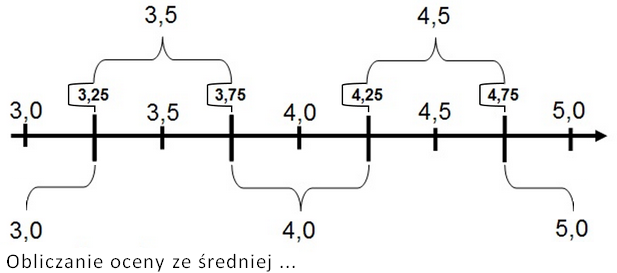 3,5 4,5
3,25 3,75 4,25 4,75
3,0 3,5 4,0 4,5 5,0
3,0 4,0 5,0
Obliczanie oceny ze średniej ...